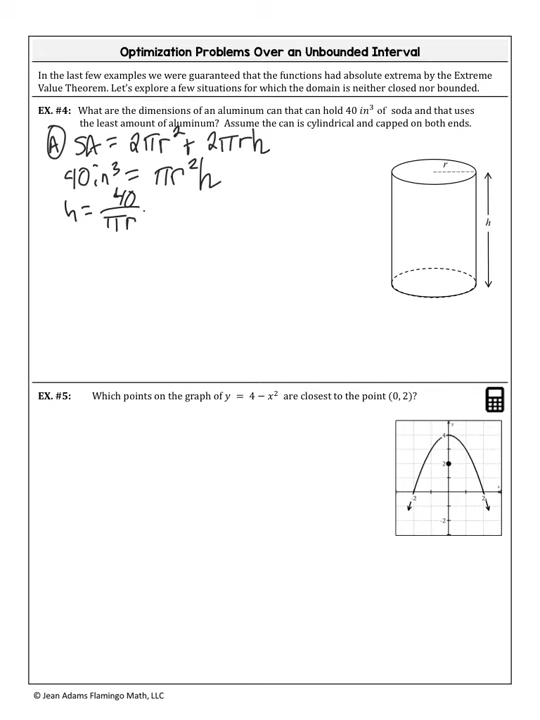 Optimization Problems Over an Unbounded Interval
In the last few examples we were guaranteed that the functions had absolute extrema by the Extreme
Value Theorem. Let's explore a few situations for which the domain is neither closed nor bounded.
EX. #4: What are the dimensions of an aluminum can that can hold 40 in³ of soda and that uses
the least amount of aluminum? Assume the can is cylindrical and capped on both ends.
Ⓐ SA = 2πr² + 2πrh
40in³ = πr²h
h = 40/πr
r
h
EX. #5: Which points on the graph of y = 4 − x² are closest to the point (0, 2)?
y
4
2
x
-2
2
-2
© Jean Adams Flamingo Math, LLC